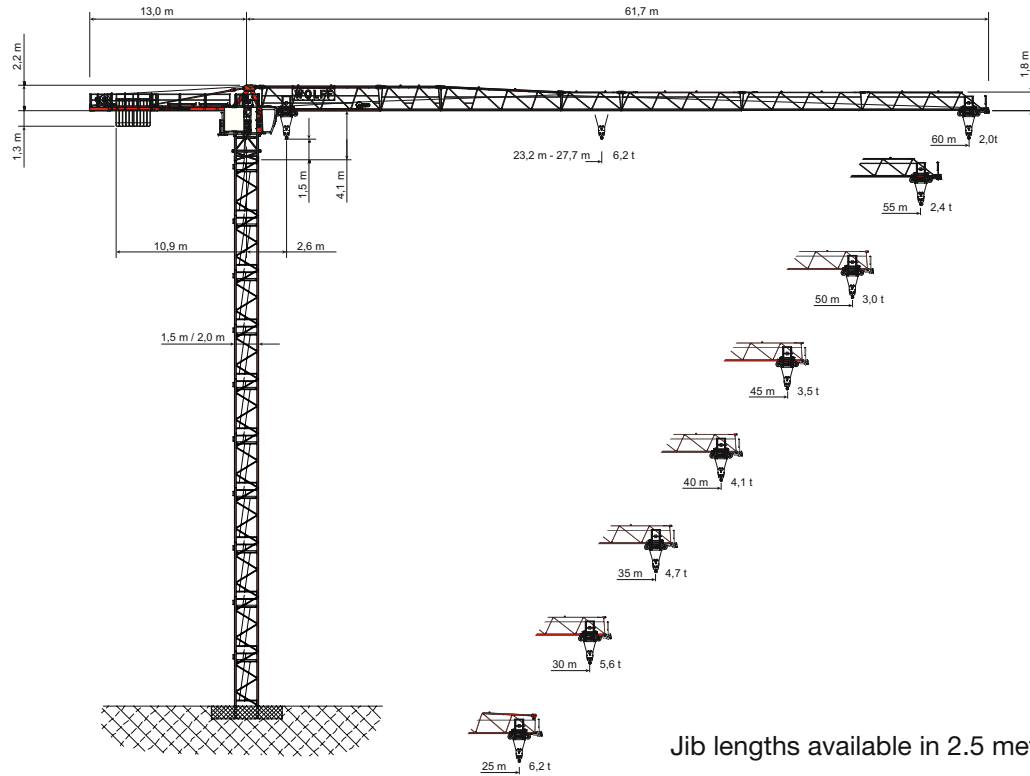 13,0 m
61,7 m
2,2 m
1,8 m
WOLFF
1,3 m
1,5 m
4,1 m
23,2 m - 27,7 m
6,2 t
60 m
2,0t
55 m
2,4 t
10,9 m
2,6 m
50 m
3,0 t
1,5 m / 2,0 m
45 m
3,5 t
40 m
4,1 t
35 m
4,7 t
30 m
5,6 t
Jib lengths available in 2.5 me
25 m
6,2 t